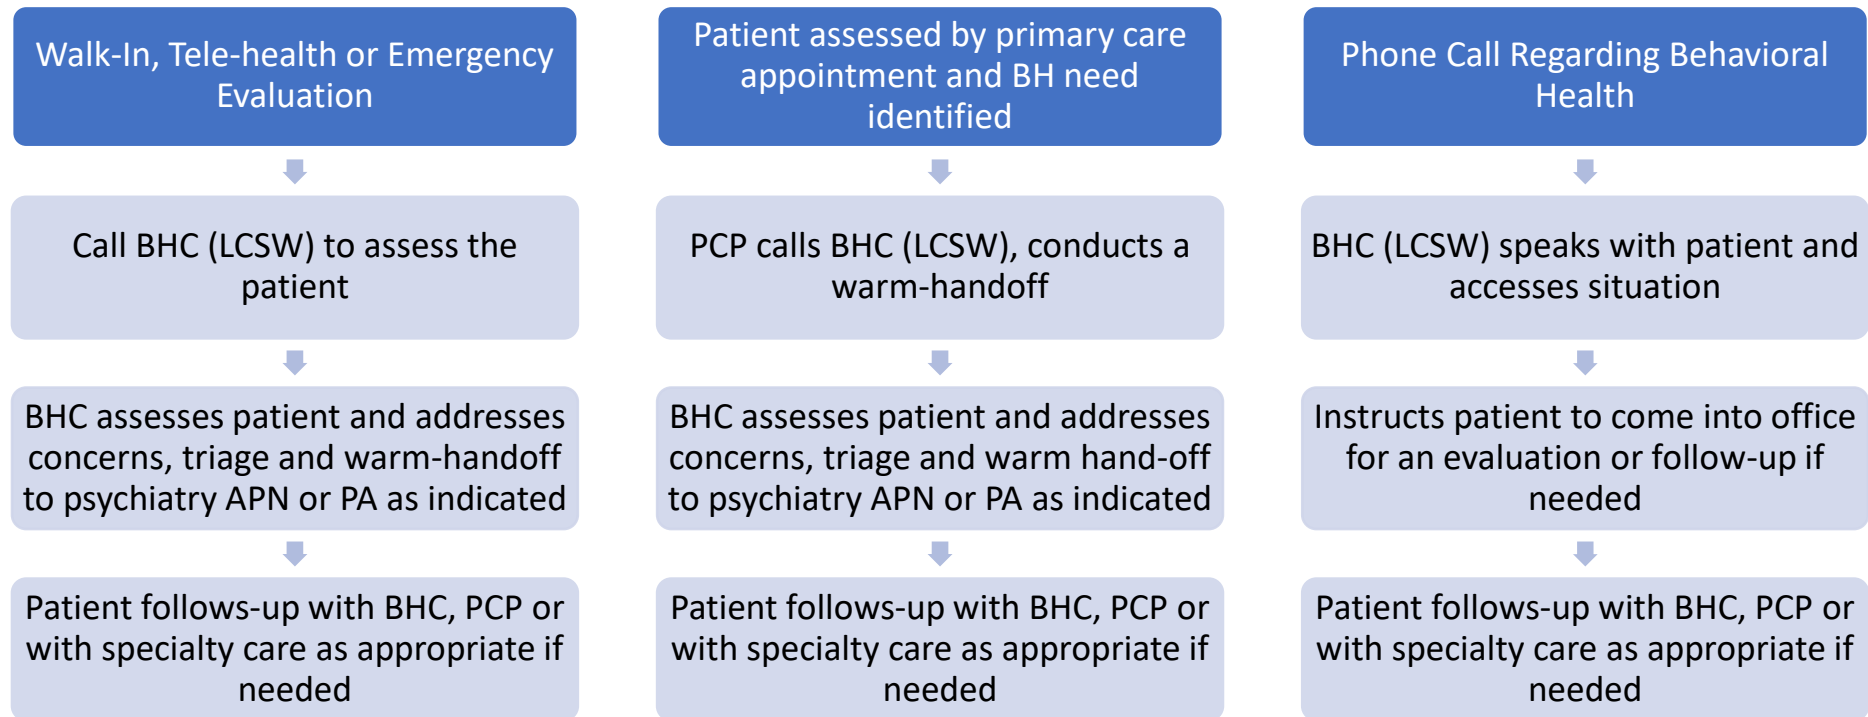 Walk-In, Tele-health or Emergency
Evaluation
Call BHC (LCSW) to assess the
patient
BHC assesses patient and addresses
concerns, triage and warm-handoff
to psychiatry APN or PA as indicated
Patient follows-up with BHC, PCP or
with specialty care as appropriate if
needed
Patient assessed by primary care
appointment and BH need
identified
PCP calls BHC (LCSW), conducts a
warm-handoff
BHC assesses patient and addresses
concerns, triage and warm hand-off
to psychiatry APN or PA as indicated
Patient follows-up with BHC, PCP or
with specialty care as appropriate if
needed
Phone Call Regarding Behavioral
Health
BHC (LCSW) speaks with patient and
accesses situation
Instructs patient to come into office
for an evaluation or follow-up if
needed
Patient follows-up with BHC, PCP or
with specialty care as appropriate if
needed